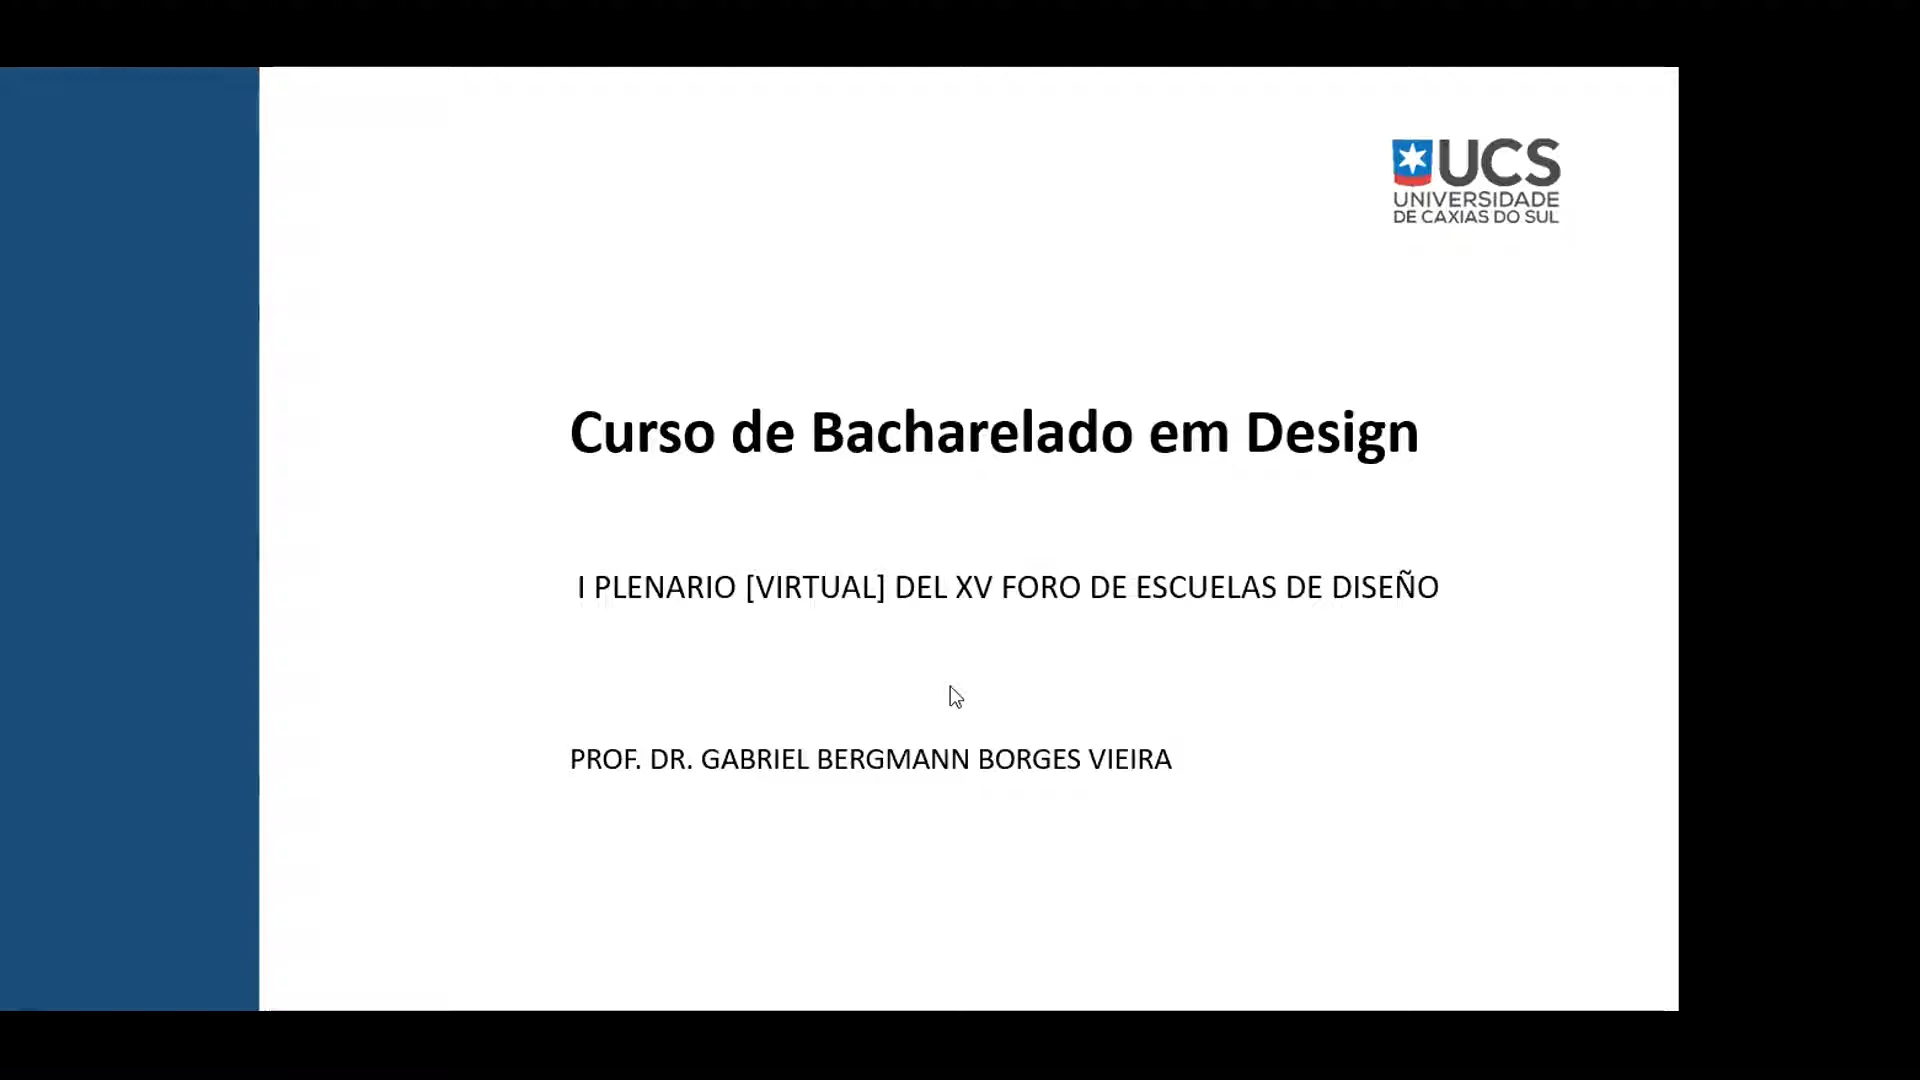 UCS
UNIVERSIDADE
DE CAXIAS DO SUL
Curso de Bacharelado em Design
I PLENARIO [VIRTUAL] DEL XV FORO DE ESCUELAS DE DISEÑO
PROF. DR. GABRIEL BERGMANN BORGES VIEIRA